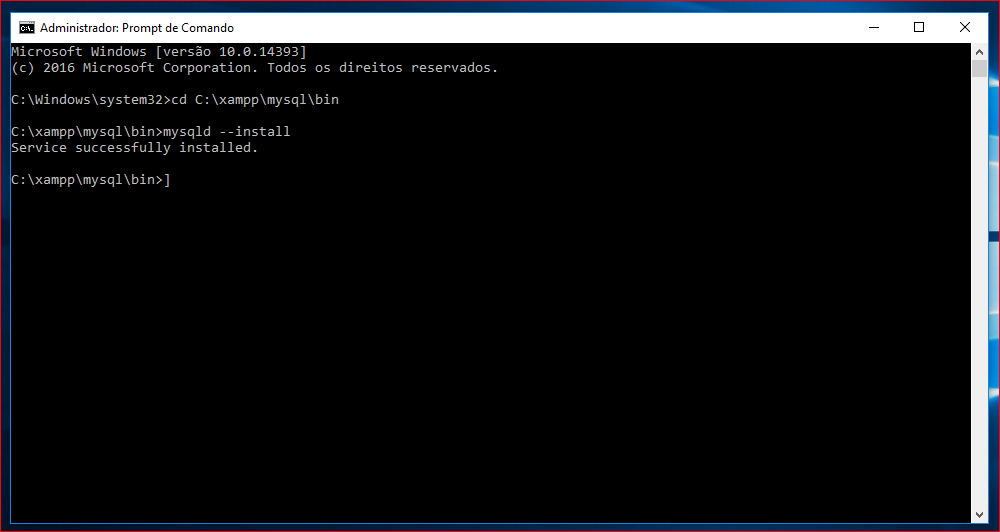 Administrador: Prompt de Comando
Microsoft Windows [versão 10.0.14393]
(c) 2016 Microsoft Corporation. Todos os direitos reservados.
C:\Windows\system32>cd C:\xampp\mysql\bin
C:\xampp\mysql\bin>mysqld --install
Service successfully installed.
C:\xampp\mysql\bin>]